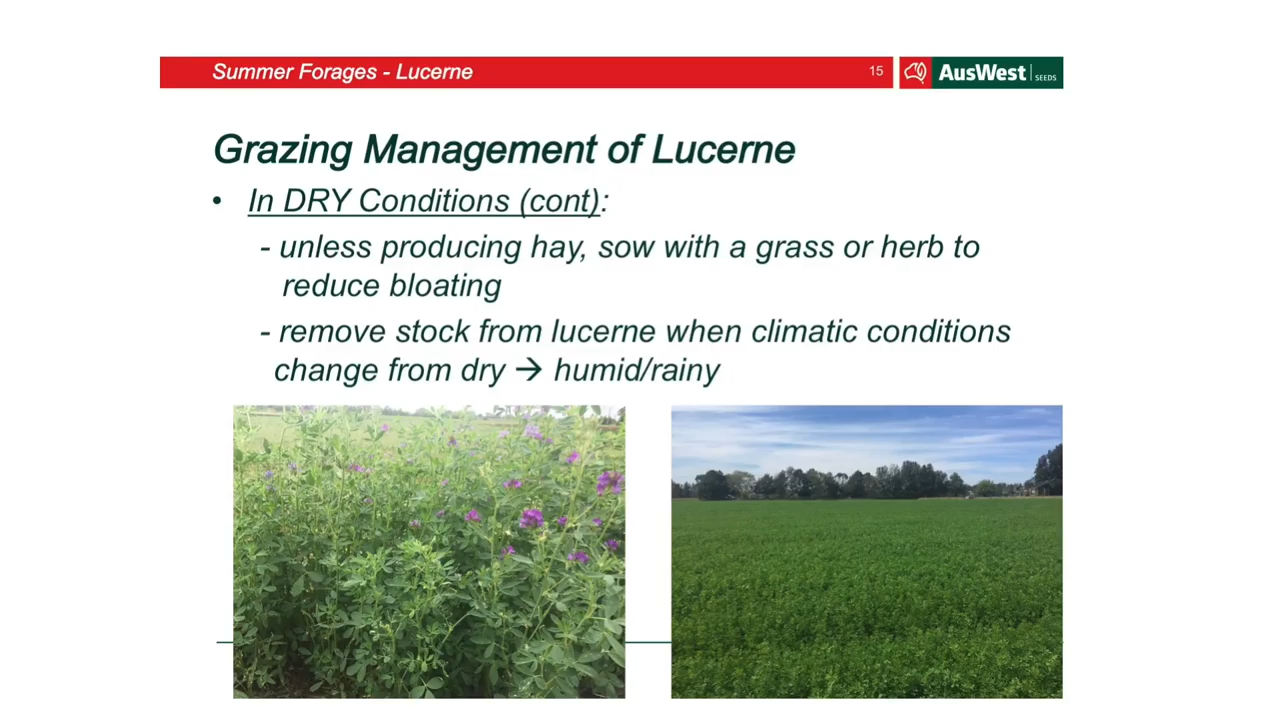 Summer Forages - Lucerne
15
AusWest SEEDS
Grazing Management of Lucerne
• In DRY Conditions (cont):
- unless producing hay, sow with a grass or herb to
reduce bloating
- remove stock from lucerne when climatic conditions
change from dry → humid/rainy